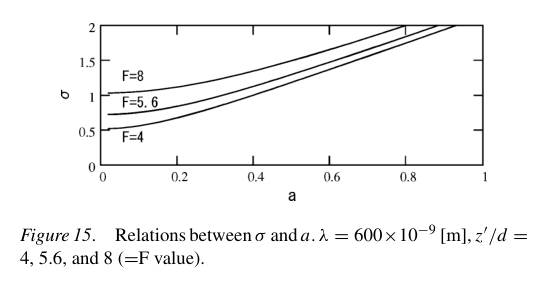 2
1.5
σ
1
0.5
0
F=8
F=5.6
F=4
0 0.2 0.4 0.6 0.8 1
a
Figure 15. Relations between σ and a. λ = 600×10⁻⁹ [m], z′/d =
4, 5.6, and 8 (=F value).